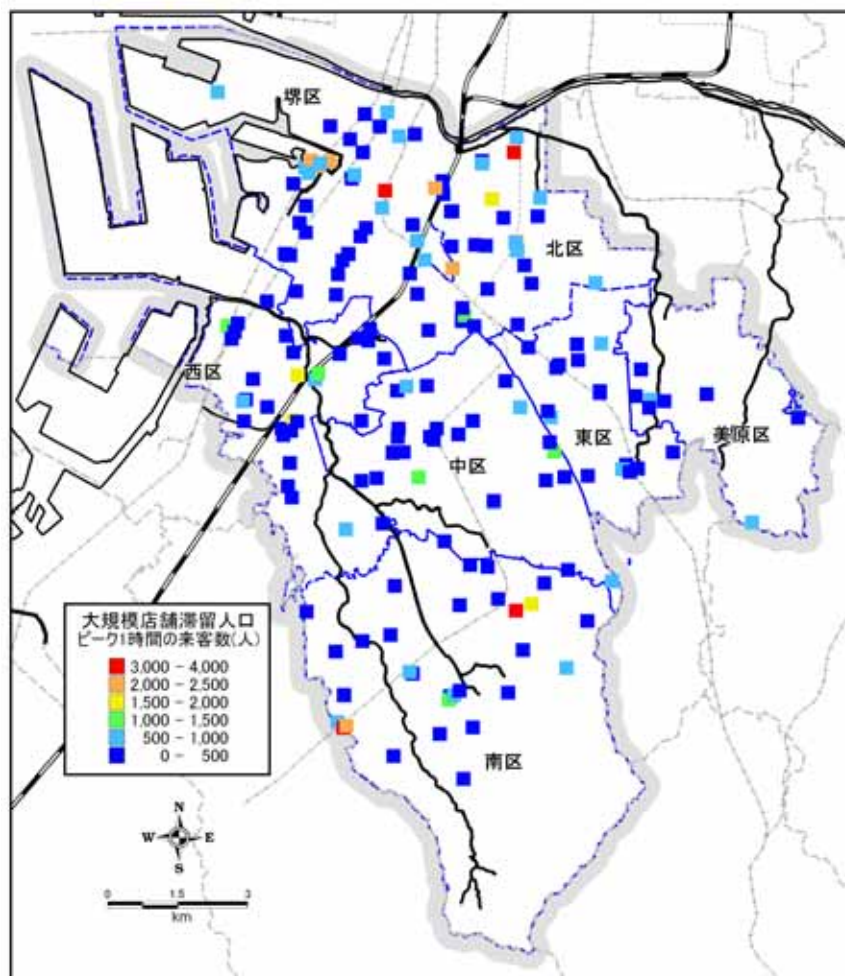 堺区
北区
西区
東区
美原区
中区
大規模店舗滞留人口
ピーク1時間の来客数(人)
3,000 - 4,000
2,000 - 2,500
1,500 - 2,000
1,000 - 1,500
500 - 1,000
0 - 500
南区
N
W E
S
0 1.5 3
km